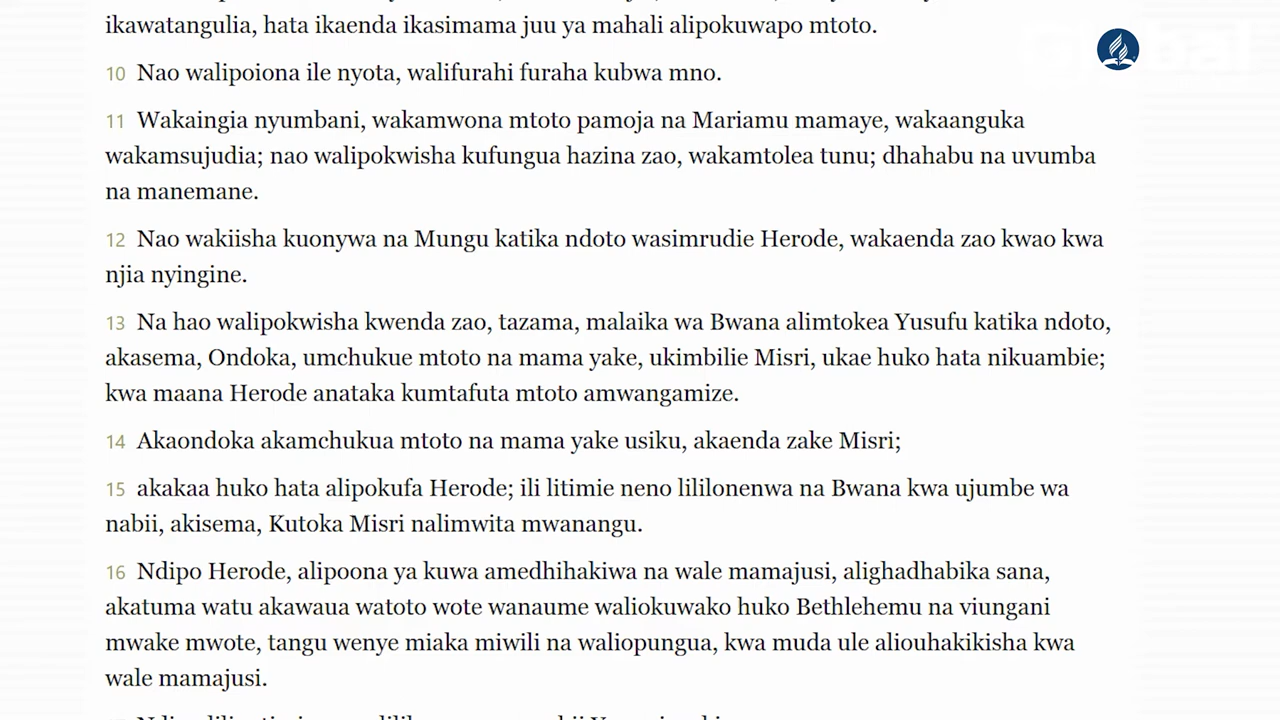 ikawatangulia, hata ikaenda ikasimama juu ya mahali alipokuwapo mtoto.
10 Nao walipoiona ile nyota, walifurahi furaha kubwa mno.
11 Wakaingia nyumbani, wakamwona mtoto pamoja na Mariamu mamaye, wakaanguka
wakamsujudia; nao walipokwisha kufungua hazina zao, wakamtolea tunu; dhahabu na uvumba
na manemane.
12 Nao wakiisha kuonywa na Mungu katika ndoto wasimrudie Herode, wakaenda zao kwao kwa
njia nyingine.
13 Na hao walipokwisha kwenda zao, tazama, malaika wa Bwana alimtokea Yusufu katika ndoto,
akasema, Ondoka, umchukue mtoto na mama yake, ukimbilie Misri, ukae huko hata nikuambie;
kwa maana Herode anataka kumtafuta mtoto amwangamize.
14 Akaondoka akamchukua mtoto na mama yake usiku, akaenda zake Misri;
15 akakaa huko hata alipokufa Herode; ili litimie neno lililonenwa na Bwana kwa ujumbe wa
nabii, akisema, Kutoka Misri nalimwita mwanangu.
16 Ndipo Herode, alipoona ya kuwa amedhihakiwa na wale mamajusi, alighadhabika sana,
akatuma watu akawaua watoto wote wanaume waliokuwako huko Bethlehemu na viungani
mwake mwote, tangu wenye miaka miwili na waliopungua, kwa muda ule aliouhakikisha kwa
wale mamajusi.